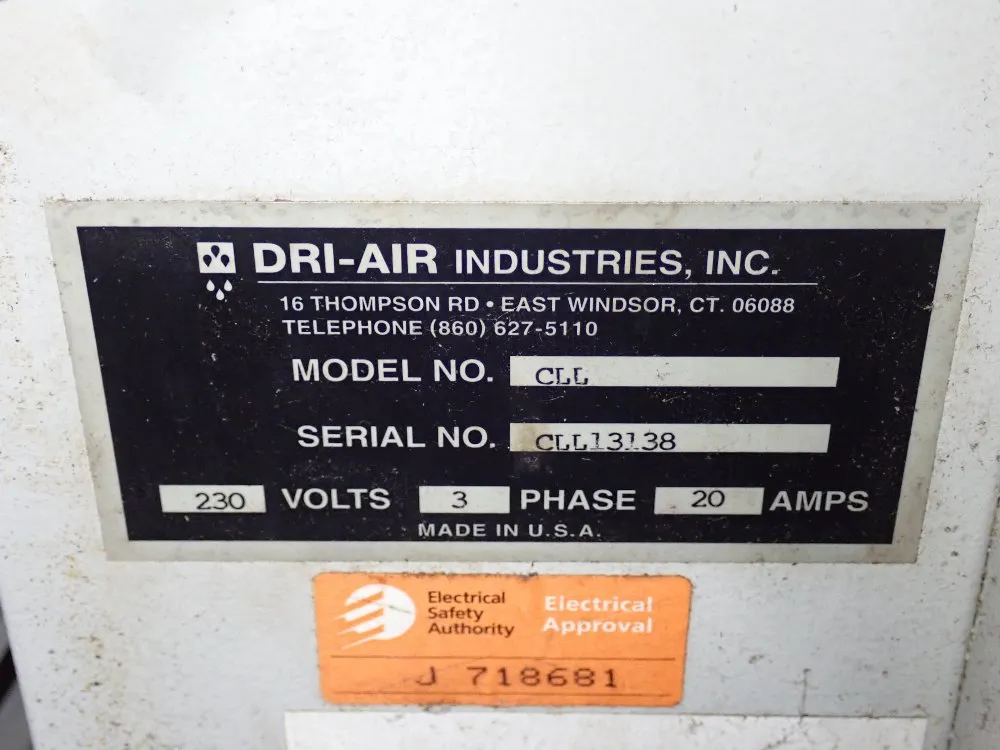 DRI-AIR INDUSTRIES, INC.
16 THOMPSON RD • EAST WINDSOR, CT. 06088
TELEPHONE (860) 627-5110
MODEL NO. CLL
SERIAL NO. CLL13138
230 VOLTS 3 PHASE 20 AMPS
MADE IN U.S.A.
Electrical
Safety
Authority
Electrical
Approval
J 718681